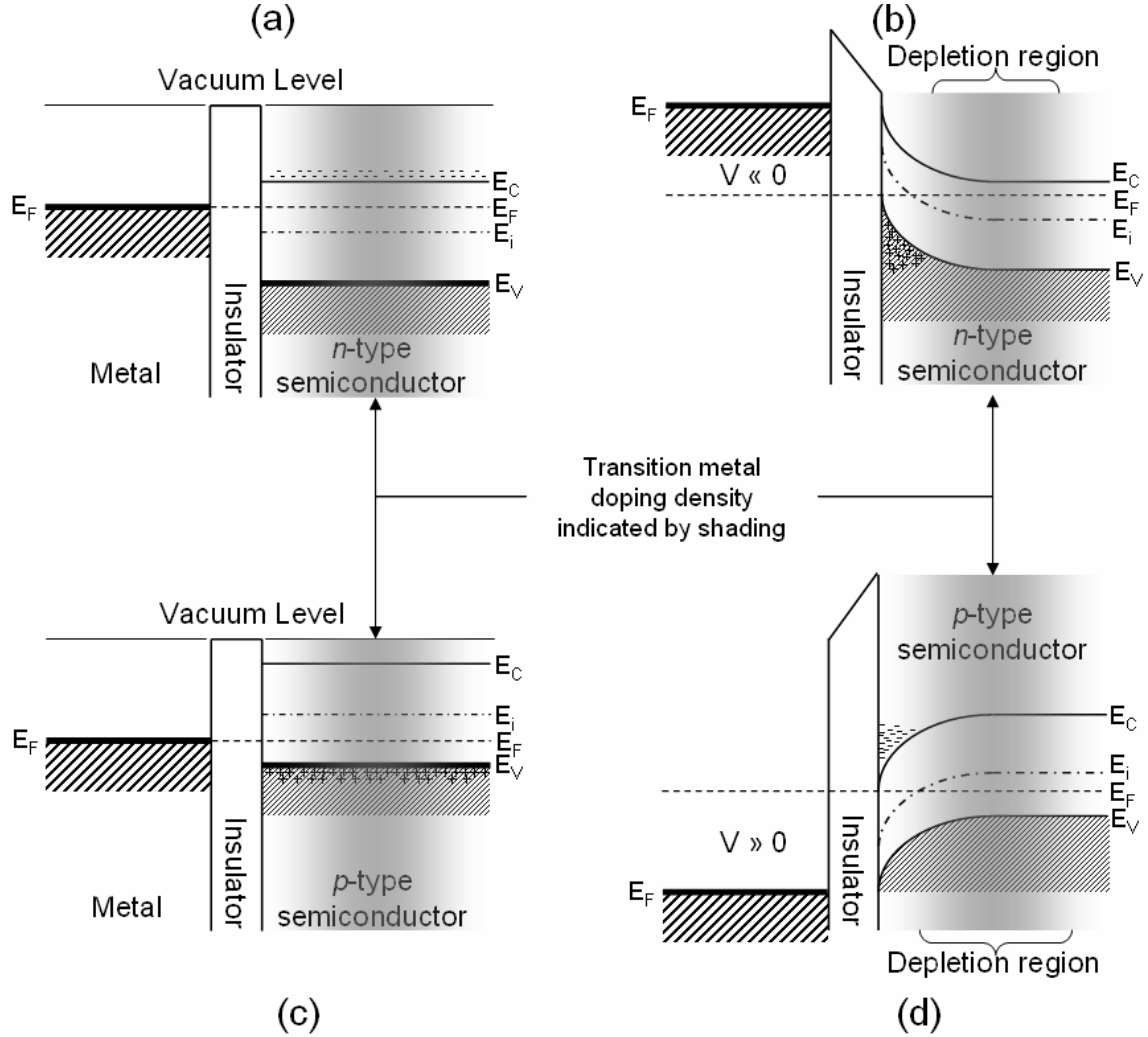 (a)
Vacuum Level
E_F
E_C
E_F
E_i
E_V
Metal
Insulator
n-type
semiconductor
(b)
Depletion region
E_F
V « 0
E_C
E_F
E_i
E_V
Insulator
n-type
semiconductor
Transition metal
doping density
indicated by shading
Vacuum Level
E_F
E_C
E_i
E_F
E_V
Metal
Insulator
p-type
semiconductor
(c)
p-type
semiconductor
E_C
E_i
E_F
E_V
V » 0
E_F
Insulator
Depletion region
(d)